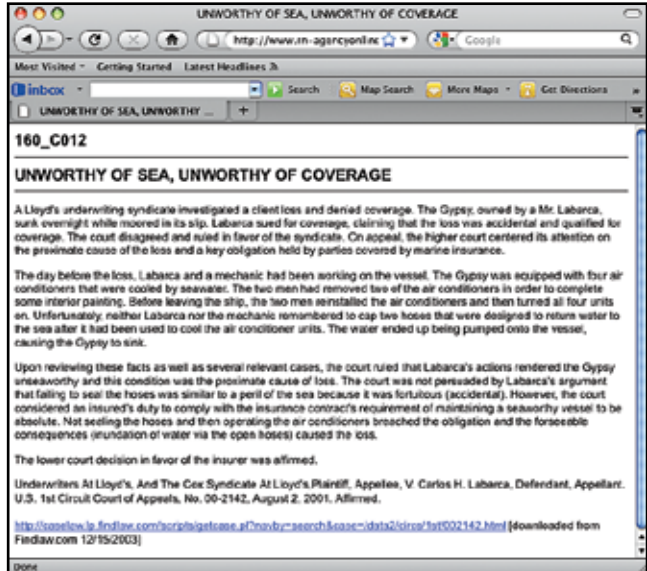 UNWORTHY OF SEA, UNWORTHY OF COVERAGE
http://www.rn-agencyonline
Google
Most Visited
Getting Started
Latest Headlines
inbox
Search
Map Search
More Maps
Get Directions
UNWORTHY OF SEA, UNWORTHY ...
160_C012
UNWORTHY OF SEA, UNWORTHY OF COVERAGE
A Lloyd's underwriting syndicate investigated a client loss and denied coverage. The Gypsy, owned by a Mr. Labarca,
sunk overnight while moored in its slip. Labarca sued for coverage, claiming that the loss was accidental and qualified for
coverage. The court disagreed and ruled in favor of the syndicate. On appeal, the higher court centered its attention on
the proximate cause of the loss and a key obligation held by parties covered by marine insurance.
The day before the loss, Labarca and a mechanic had been working on the vessel. The Gypsy was equipped with four air
conditioners that were cooled by seawater. The two men had removed two of the air conditioners in order to complete
some interior painting. Before leaving the ship, the two men reinstalled the air conditioners and then turned all four units
on. Unfortunately, neither Labarca nor the mechanic remembered to cap two hoses that were designed to return water to
the sea after it had been used to cool the air conditioner units. The water ended up being pumped onto the vessel,
causing the Gypsy to sink.
Upon reviewing these facts as well as several relevant cases, the court ruled that Labarca's actions rendered the Gypsy
unseaworthy and this condition was the proximate cause of loss. The court was not persuaded by Labarca's argument
that failing to seal the hoses was similar to a peril of the sea because it was fortuitous (accidental). However, the court
considered an insured's duty to comply with the insurance contract's requirement of maintaining a seaworthy vessel to be
absolute. Not sealing the hoses and then operating the air conditioners breached the obligation and the forseeable
consequences (inundation of water via the open hoses) caused the loss.
The lower court decision in favor of the insurer was affirmed.
Underwriters At Lloyd's, And The Cox Syndicate At Lloyd's Plaintiff, Appellee, V. Carlos H. Labarca, Defendant, Appellant.
U.S. 1st Circuit Court of Appeals, No. 00-2142, August 2, 2001. Affirmed.
http://caselaw.lp.findlaw.com/scripts/getcase.pl?navby=search&case=/data2/circs/1st/002142.html [downloaded from
Findlaw.com 12/15/2003]
Done